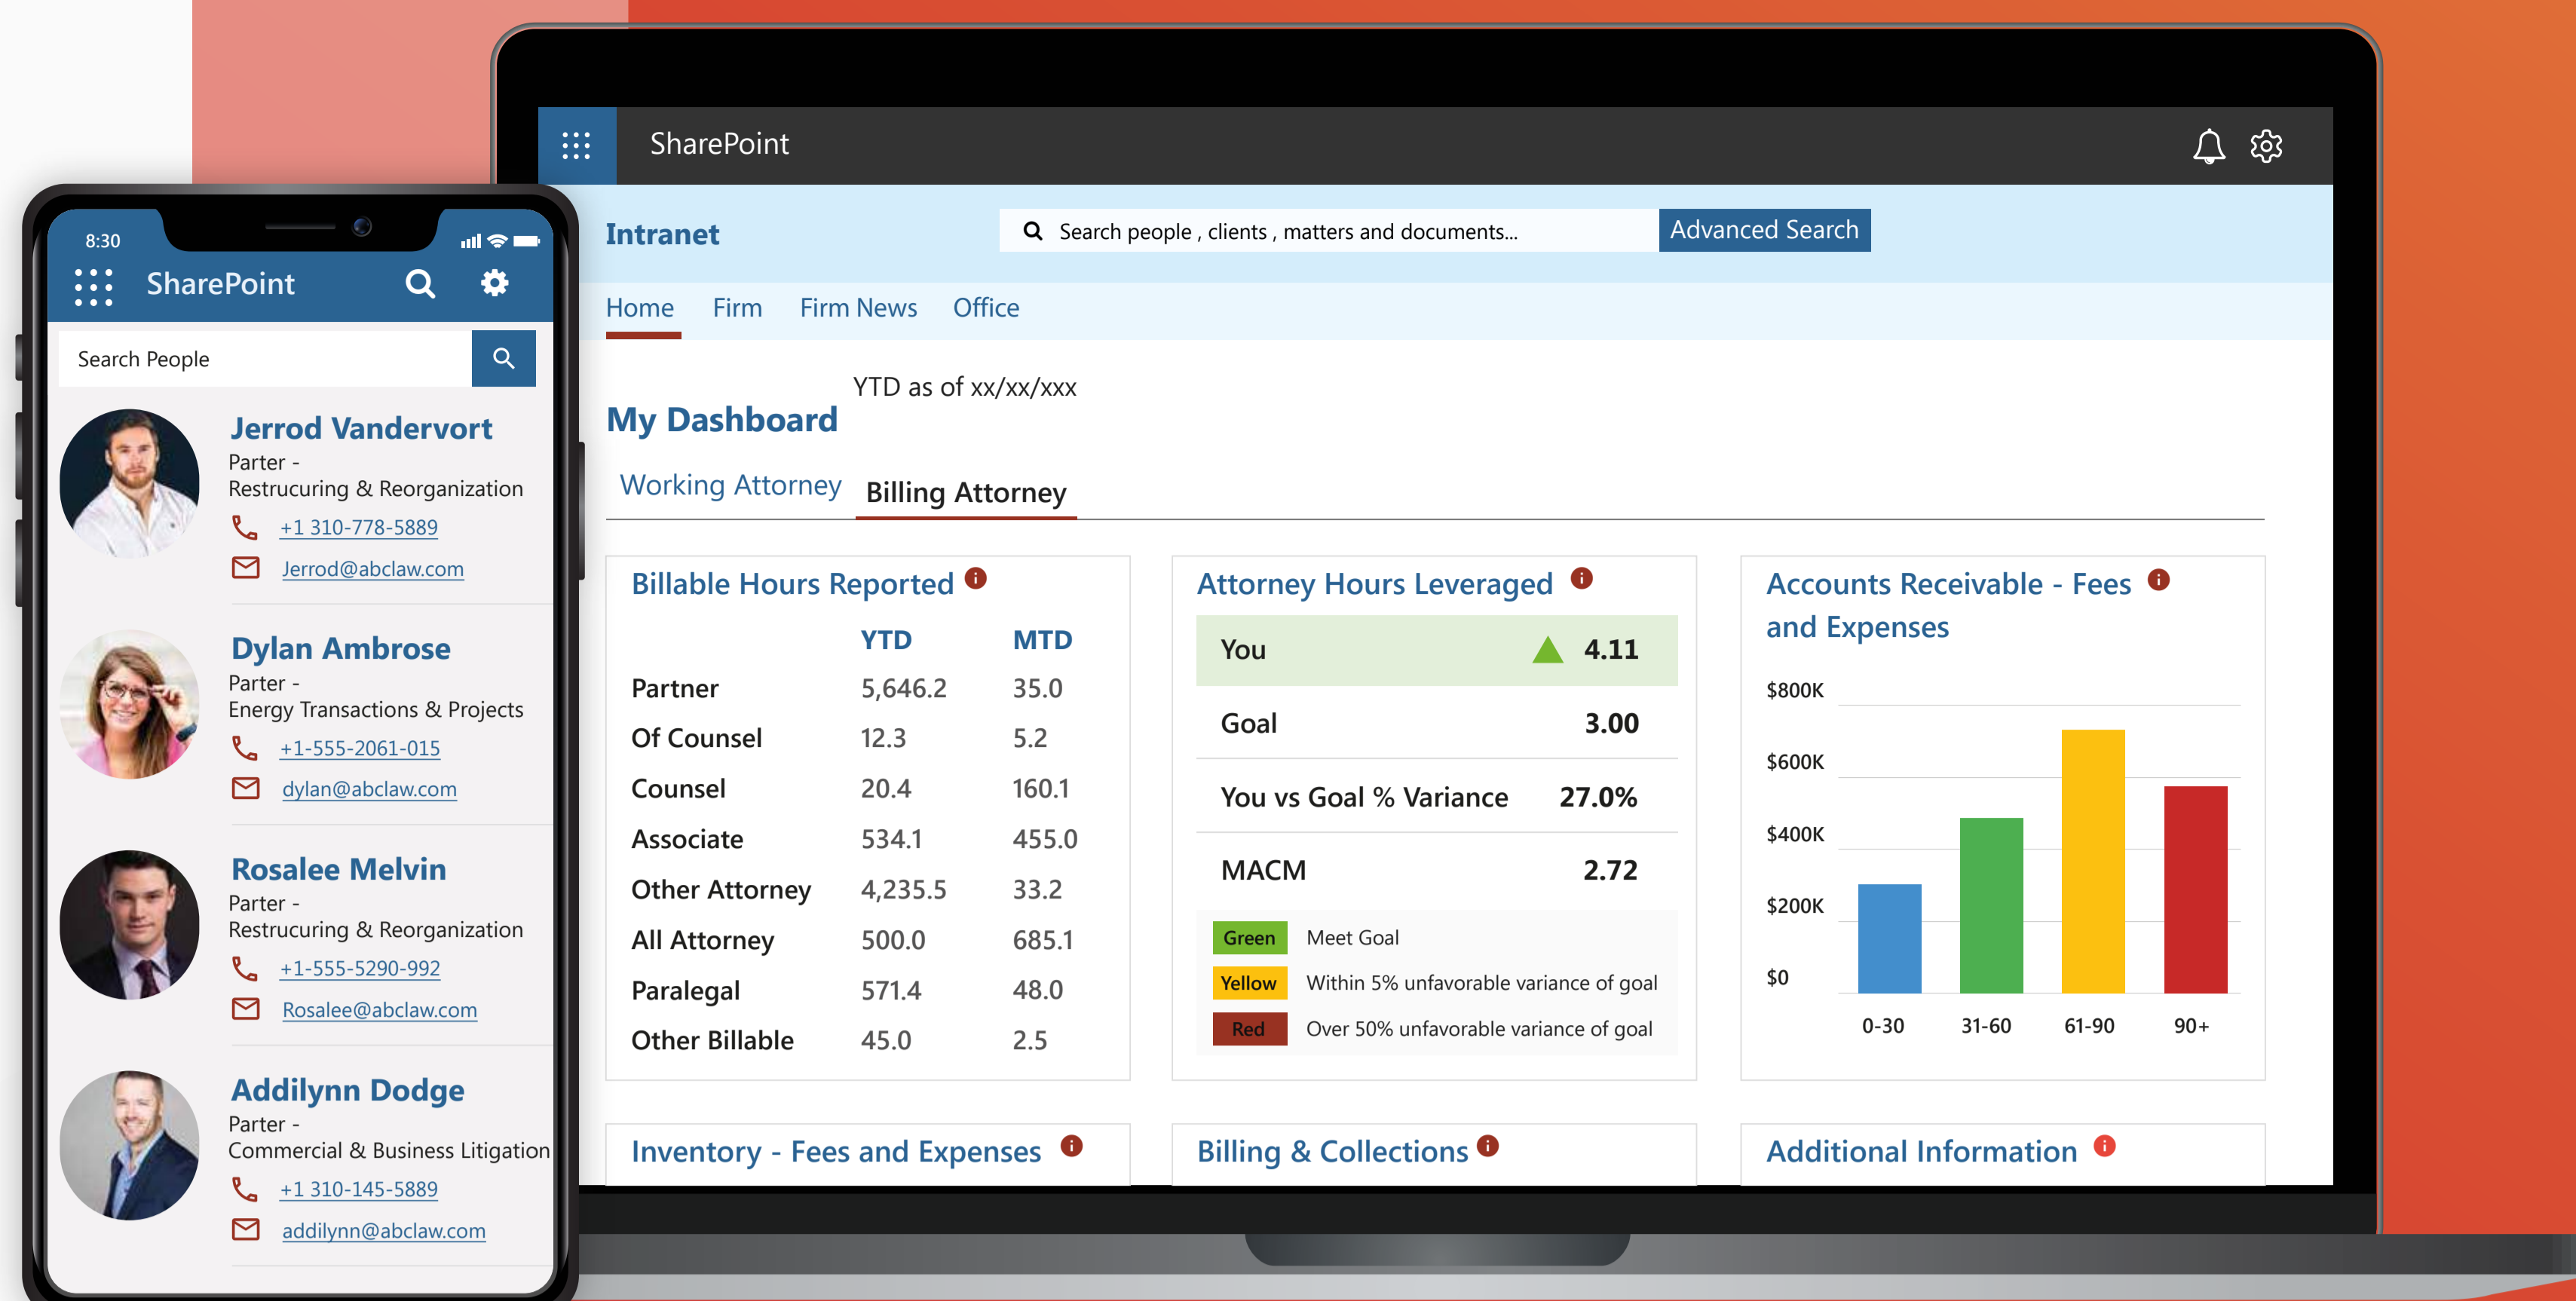 8:30
SharePoint
Search People
Jerrod Vandervort
Parter -
Restrucuring & Reorganization
+1 310-778-5889
Jerrod@abclaw.com
Dylan Ambrose
Parter -
Energy Transactions & Projects
+1-555-2061-015
dylan@abclaw.com
Rosalee Melvin
Parter -
Restrucuring & Reorganization
+1-555-5290-992
Rosalee@abclaw.com
Addilynn Dodge
Parter -
Commercial & Business Litigation
+1 310-145-5889
addilynn@abclaw.com
SharePoint
Intranet
Search people , clients , matters and documents...
Advanced Search
Home Firm Firm News Office
YTD as of xx/xx/xxx
My Dashboard
Working Attorney Billing Attorney
Billable Hours Reported
YTD MTD
Partner 5,646.2 35.0
Of Counsel 12.3 5.2
Counsel 20.4 160.1
Associate 534.1 455.0
Other Attorney 4,235.5 33.2
All Attorney 500.0 685.1
Paralegal 571.4 48.0
Other Billable 45.0 2.5
Attorney Hours Leveraged
You 4.11
Goal 3.00
You vs Goal % Variance 27.0%
MACM 2.72
Green Meet Goal
Yellow Within 5% unfavorable variance of goal
Red Over 50% unfavorable variance of goal
Accounts Receivable - Fees
and Expenses
$800K
$600K
$400K
$200K
$0
0-30 31-60 61-90 90+
Inventory - Fees and Expenses
Billing & Collections
Additional Information